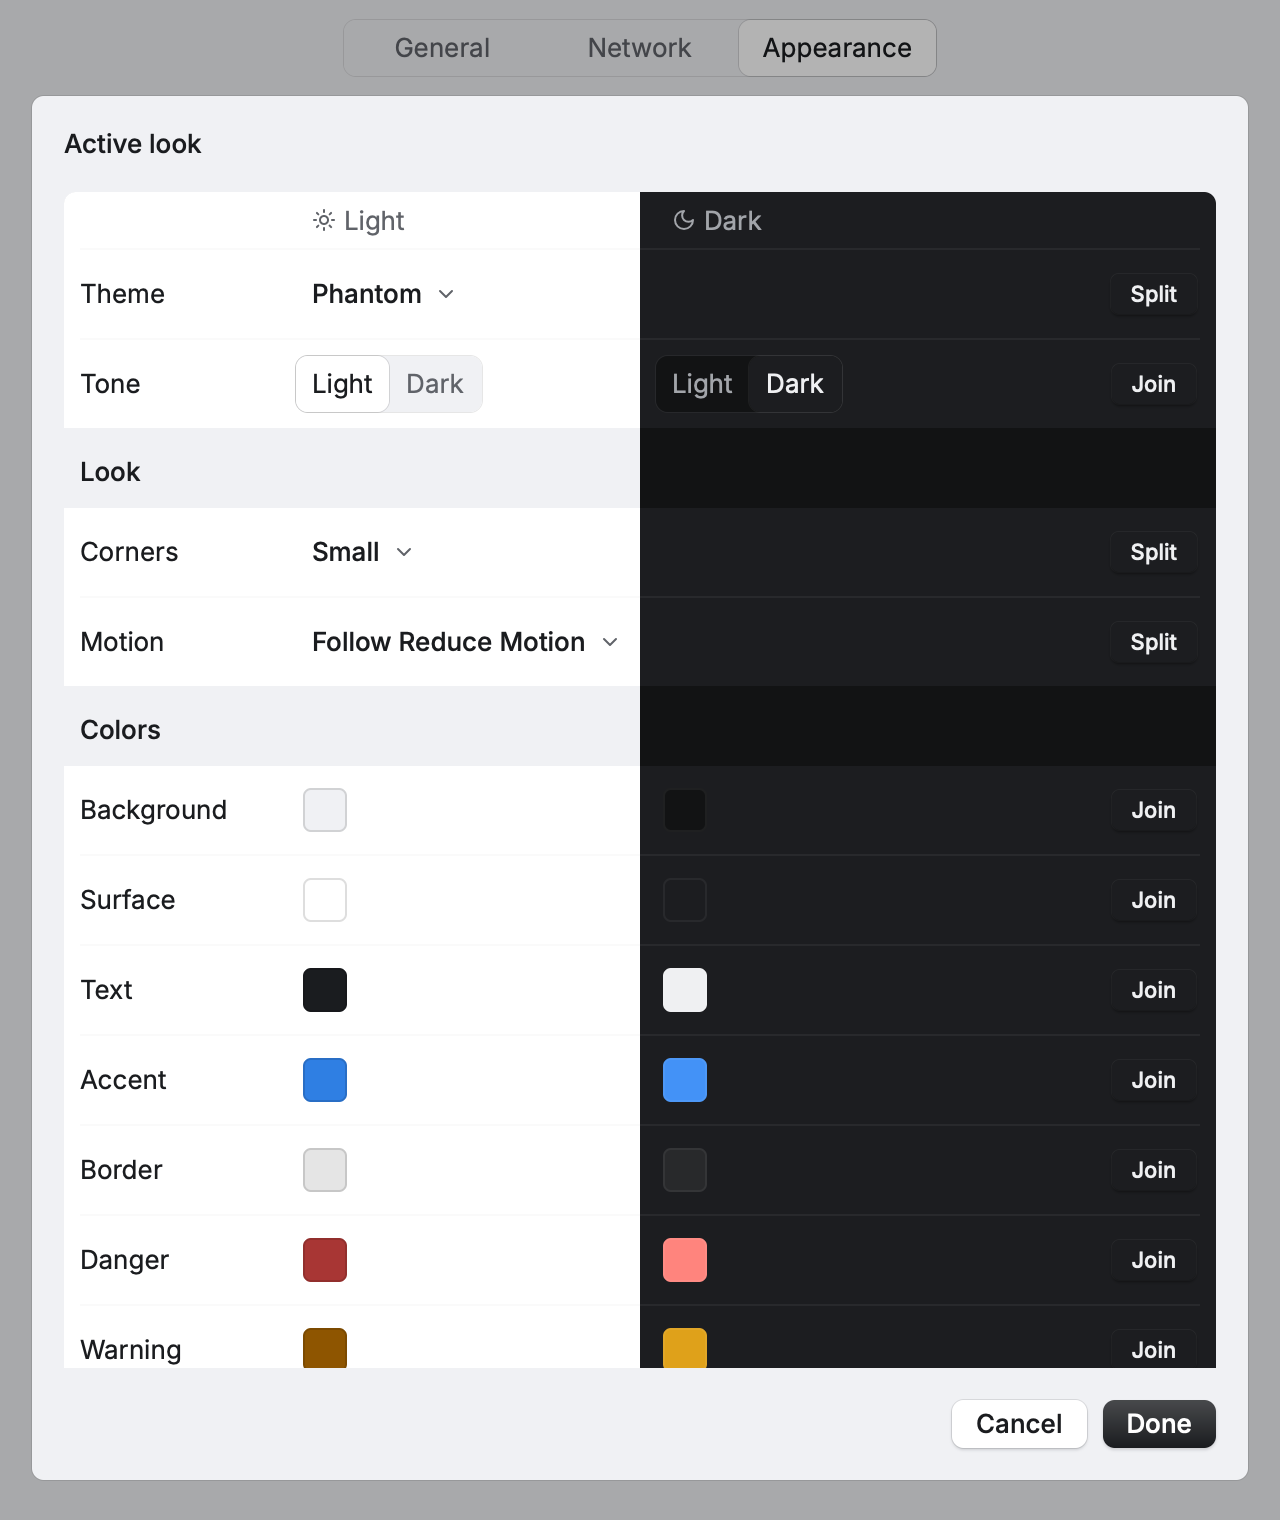 General Network Appearance
Active look
Light Dark
Theme Phantom Split
Tone Light Dark Light Dark Join
Look
Corners Small Split
Motion Follow Reduce Motion Split
Colors
Background Join
Surface Join
Text Join
Accent Join
Border Join
Danger Join
Warning Join
Cancel Done